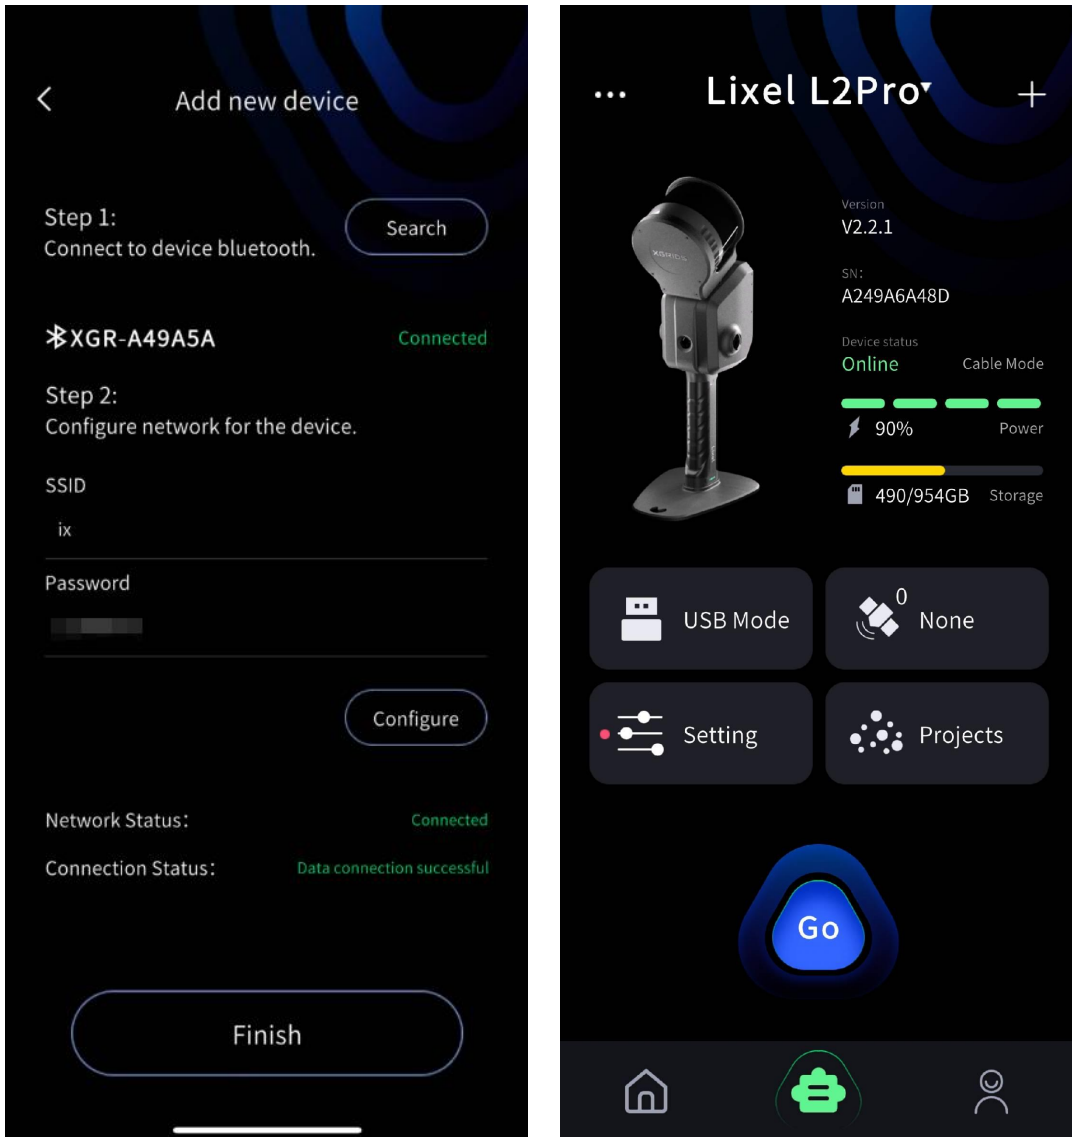 Add new device
Step 1:
Connect to device bluetooth.
Search
XGR-A49A5A
Connected
Step 2:
Configure network for the device.
SSID
ix
Password
Configure
Network Status:
Connected
Connection Status:
Data connection successful
Finish
Lixel L2Pro
XGRIDS
Version
V2.2.1
SN:
A249A6A48D
Device status
Online
Cable Mode
90%
Power
490/954GB
Storage
USB Mode
0
None
Setting
Projects
Go